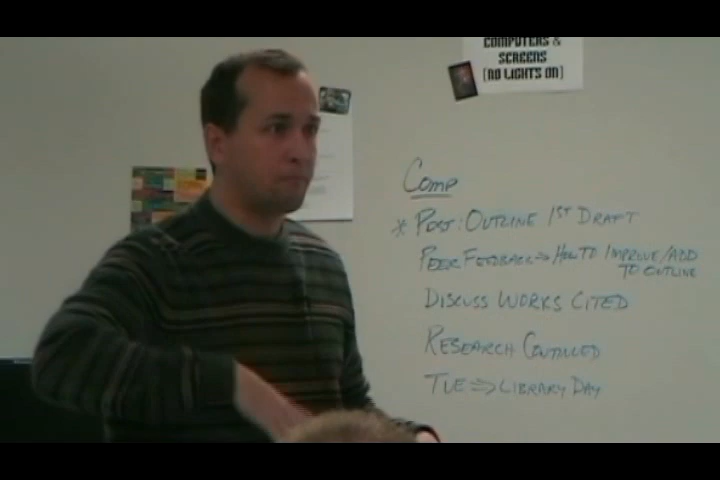 COMPUTERS &
SCREENS
(NO LIGHTS ON)
COMP
* POST: OUTLINE 1ST DRAFT
PEER FEEDBACK → HOW TO IMPROVE/ADD
TO OUTLINE
DISCUSS WORKS CITED
RESEARCH CONTINUED
TUE ⇒ LIBRARY DAY